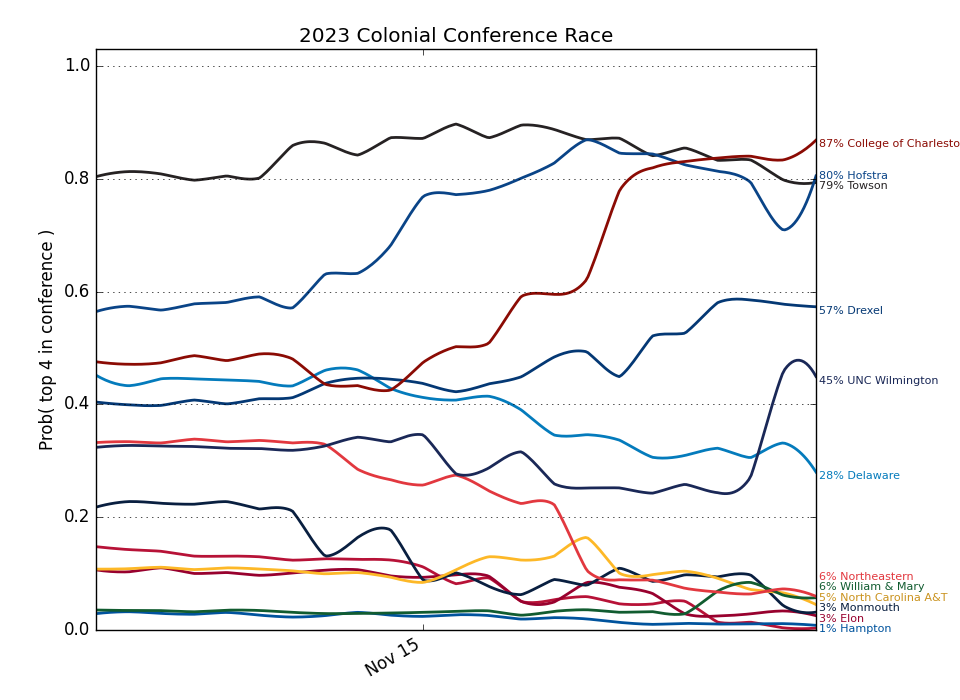 2023 Colonial Conference Race
1.0
0.8
0.6
0.4
0.2
0.0
Prob( top 4 in conference )
Nov 15
87% College of Charlesto
80% Hofstra
79% Towson
57% Drexel
45% UNC Wilmington
28% Delaware
6% Northeastern
6% William & Mary
5% North Carolina A&T
3% Monmouth
3% Elon
1% Hampton